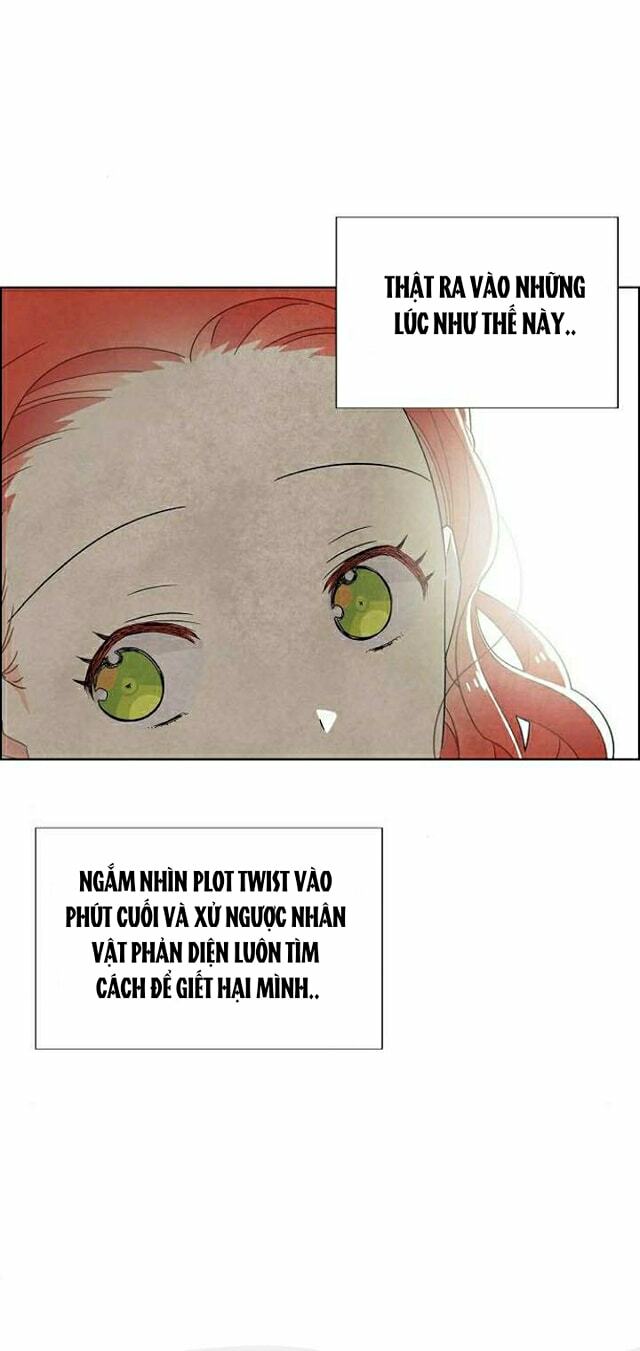 THẬT RA VÀO NHỮNG
LÚC NHƯ THẾ NÀY..
NGẮM NHÌN PLOT TWIST VÀO
PHÚT CUỐI VÀ XỬ NGƯỢC NHÂN
VẬT PHẢN DIỆN LUÔN TÌM
CÁCH ĐỂ GIẾT HẠI MÌNH..